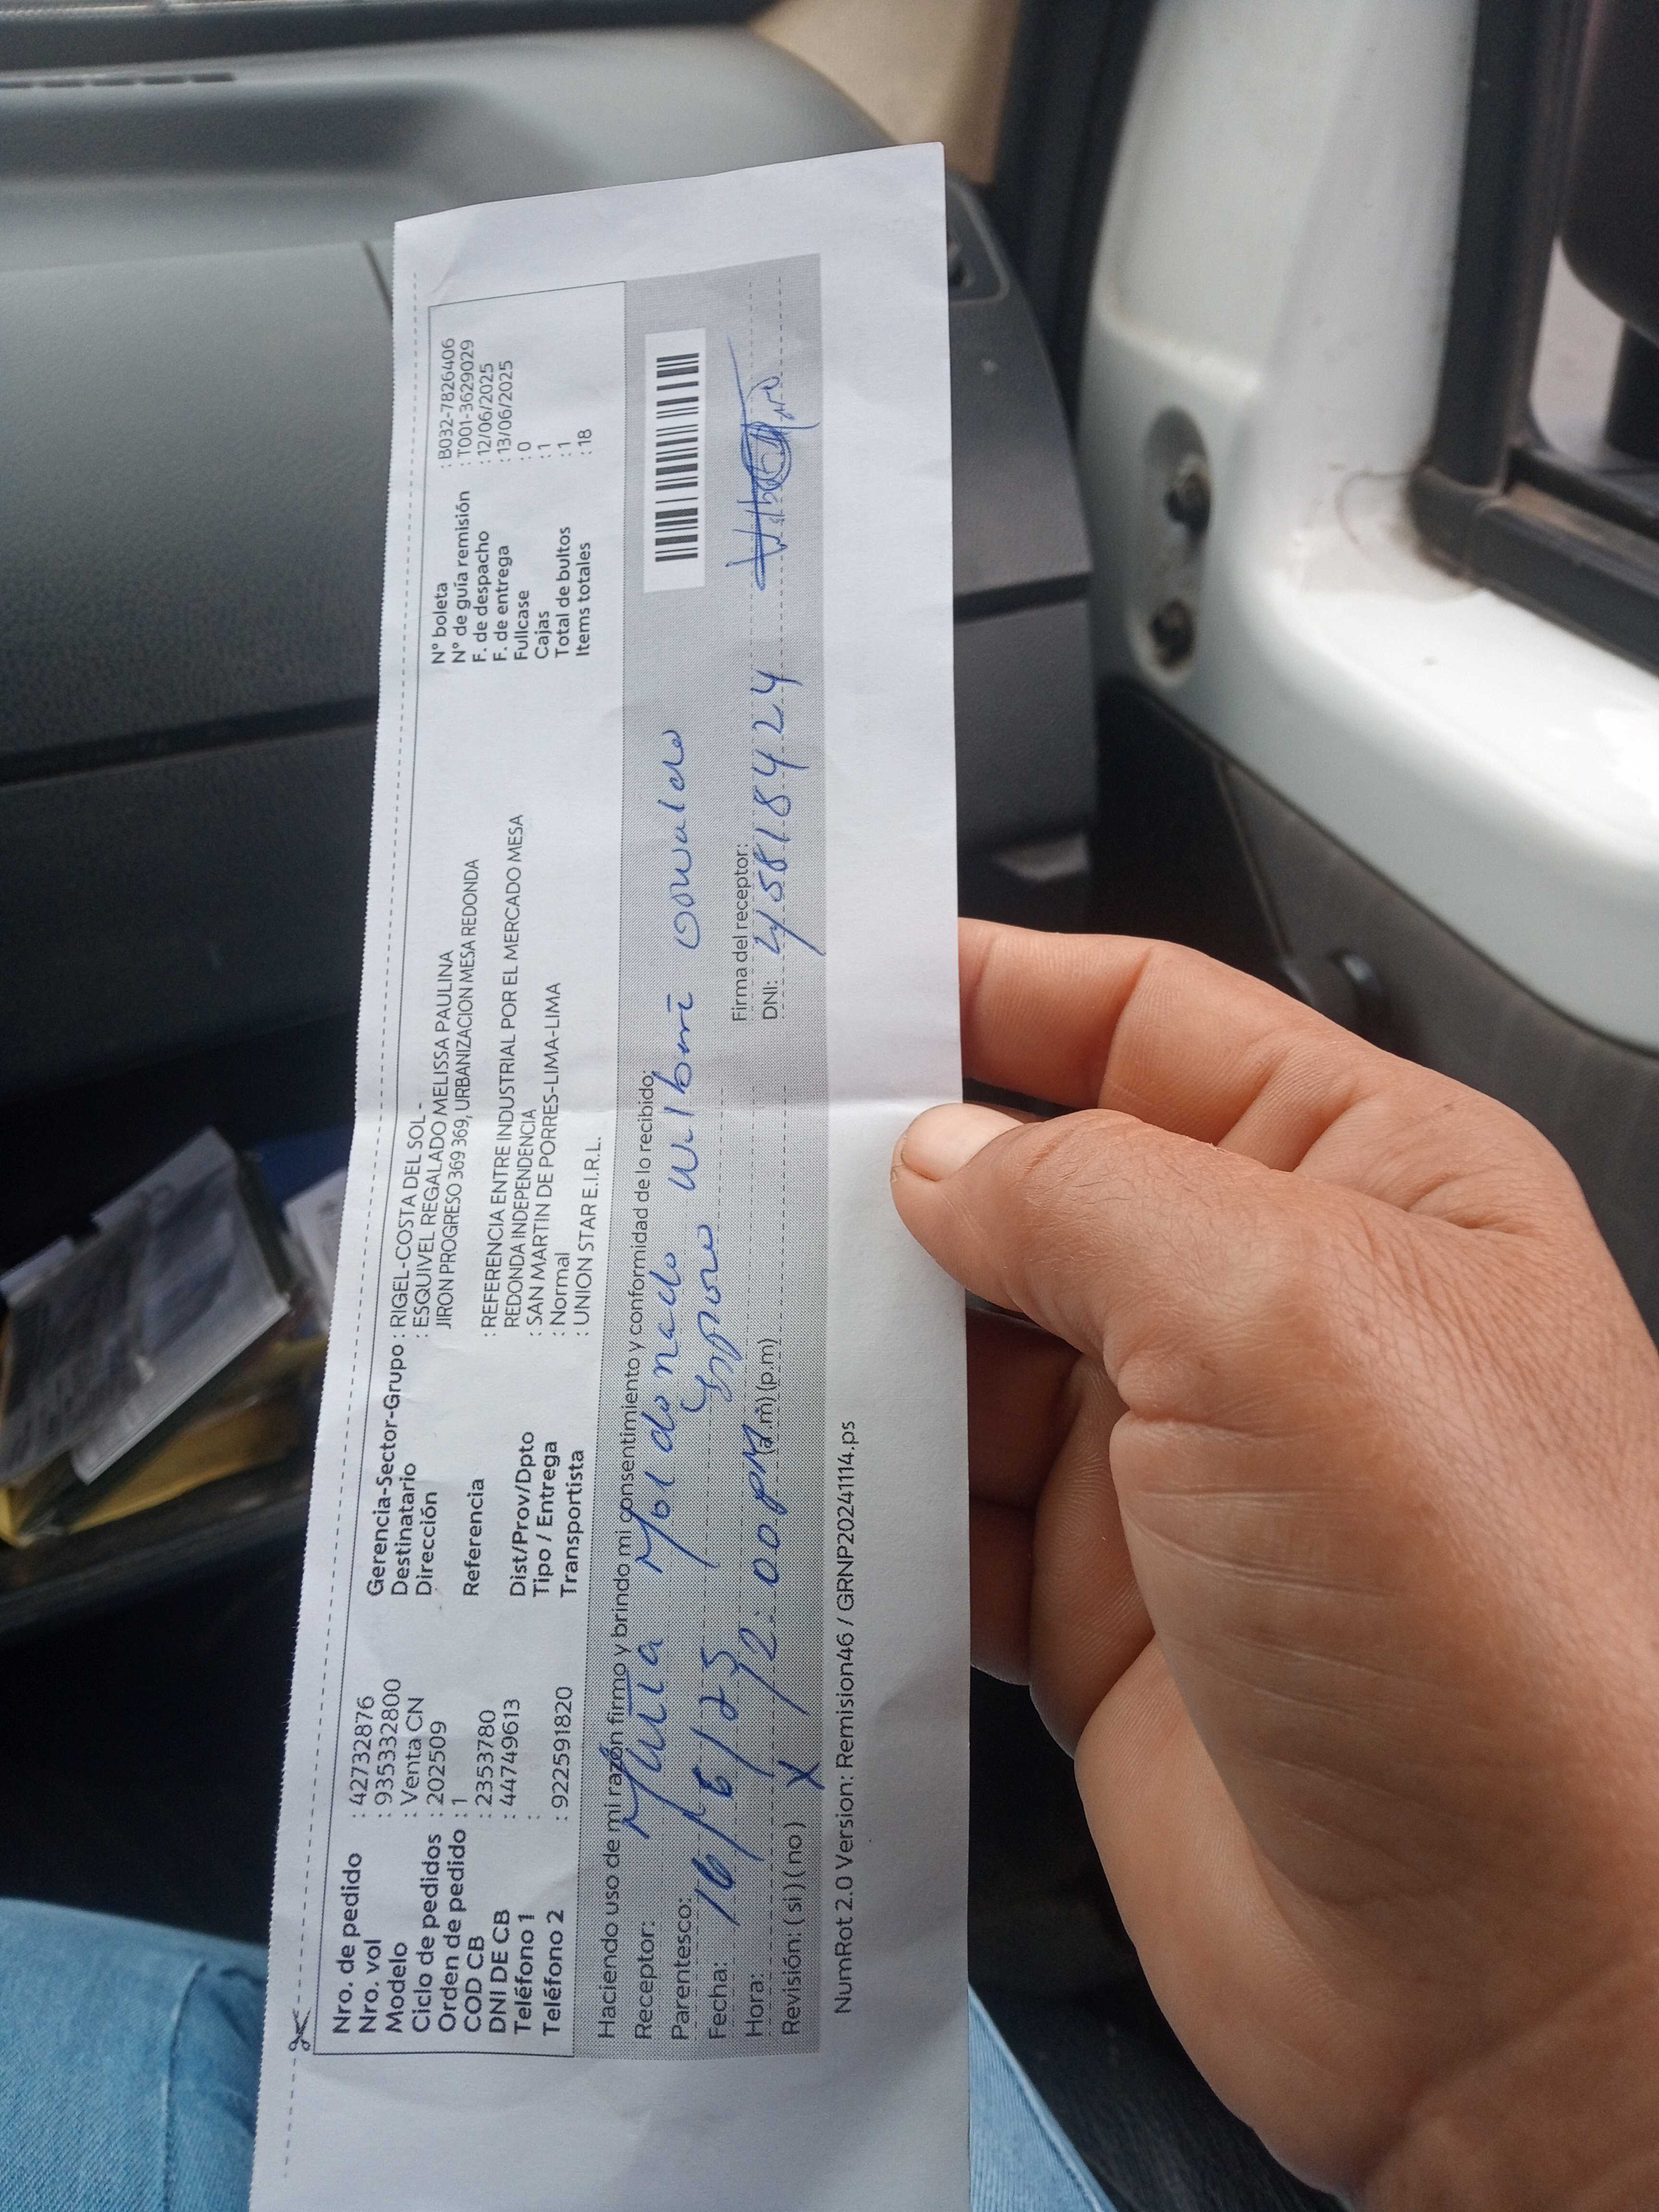 Nro. de pedido : 42732876
Nro. vol : 935332800
Modelo : Venta CN
Ciclo de pedidos : 202509
Orden de pedido : 1
COD CB : 2353780
DNI DE CB : 44749613
Teléfono 1 :
Teléfono 2 : 922591820
Gerencia-Sector-Grupo : RIGEL-COSTA DEL SOL-
Destinatario : ESQUIVEL REGALADO MELISSA PAULINA
Dirección JIRON PROGRESO 369 369, URBANIZACION MESA REDONDA
Referencia : REFERENCIA ENTRE INDUSTRIAL POR EL MERCADO MESA
REDONDA INDEPENDENCIA
Dist/Prov/Dpto : SAN MARTIN DE PORRES-LIMA-LIMA
Tipo / Entrega : Normal
Transportista : UNION STAR E.I.R.L.
N° boleta : B032-7826406
N° de guía remisión : T001-3629029
F. de despacho : 12/06/2025
F. de entrega : 13/06/2025
Fullcase : 0
Cajas : 1
Total de bultos : 1
Items totales : 18
Haciendo uso de mi razón firmo y brindo mi consentimiento y conformidad de lo recibido:
Receptor: Maldonado
Parentesco: Esposo
Fecha:
Hora: 12:00 PM (a.m) (p.m)
Revisión: ( si ) ( no ) X
Firma del receptor:
DNI: 458184424
NumRot 2.0 Version: Remision46 / GRNP20241114.ps